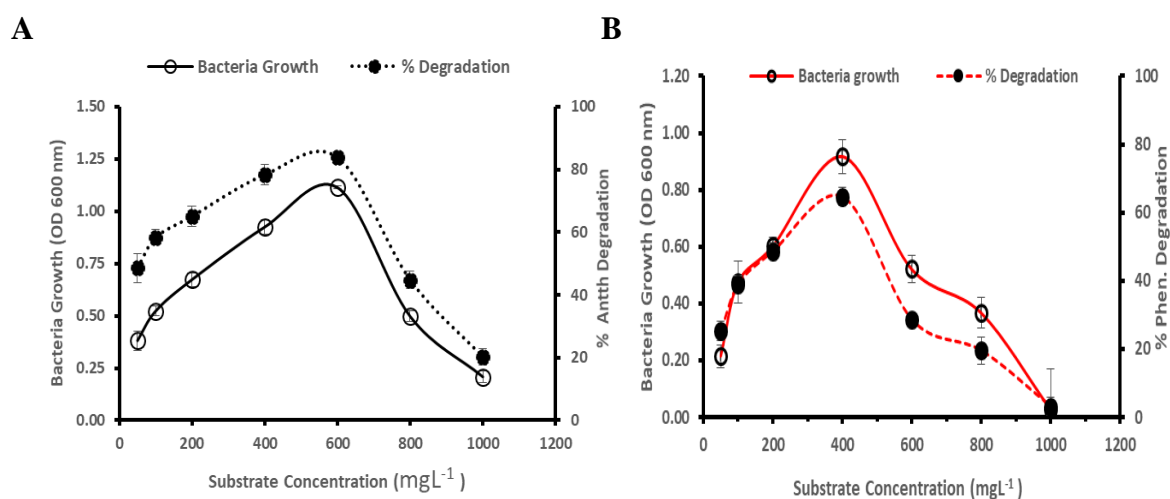 A
Bacteria Growth
% Degradation
Bacteria Growth (OD 600 nm)
1.50
1.25
1.00
0.75
0.50
0.25
0.00
100
80
60
40
20
0
% Antth Degradation
0 200 400 600 800 1000 1200
Substrate Concentration (mgL-1
B
Bacteria growth
% Degradation
Bacteria Growth (OD 600 nm)
1.20
1.00
0.80
0.60
0.40
0.20
0.00
100
80
60
40
20
0
% Phen. Degradation
0 200 400 600 800 1000 1200
Substrate Concentration (mgL-1